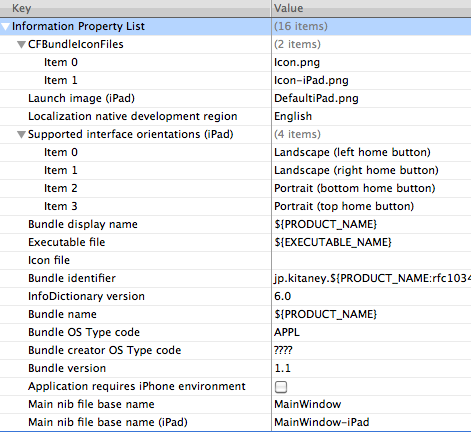 Key Value
Information Property List (16 items)
CFBundleIconFiles (2 items)
Item 0 Icon.png
Item 1 Icon-iPad.png
Launch image (iPad) DefaultiPad.png
Localization native development region English
Supported interface orientations (iPad) (4 items)
Item 0 Landscape (left home button)
Item 1 Landscape (right home button)
Item 2 Portrait (bottom home button)
Item 3 Portrait (top home button)
Bundle display name ${PRODUCT_NAME}
Executable file ${EXECUTABLE_NAME}
Icon file
Bundle identifier jp.kitaney.${PRODUCT_NAME:rfc1034
InfoDictionary version 6.0
Bundle name ${PRODUCT_NAME}
Bundle OS Type code APPL
Bundle creator OS Type code ????
Bundle version 1.1
Application requires iPhone environment
Main nib file base name MainWindow
Main nib file base name (iPad) MainWindow-iPad